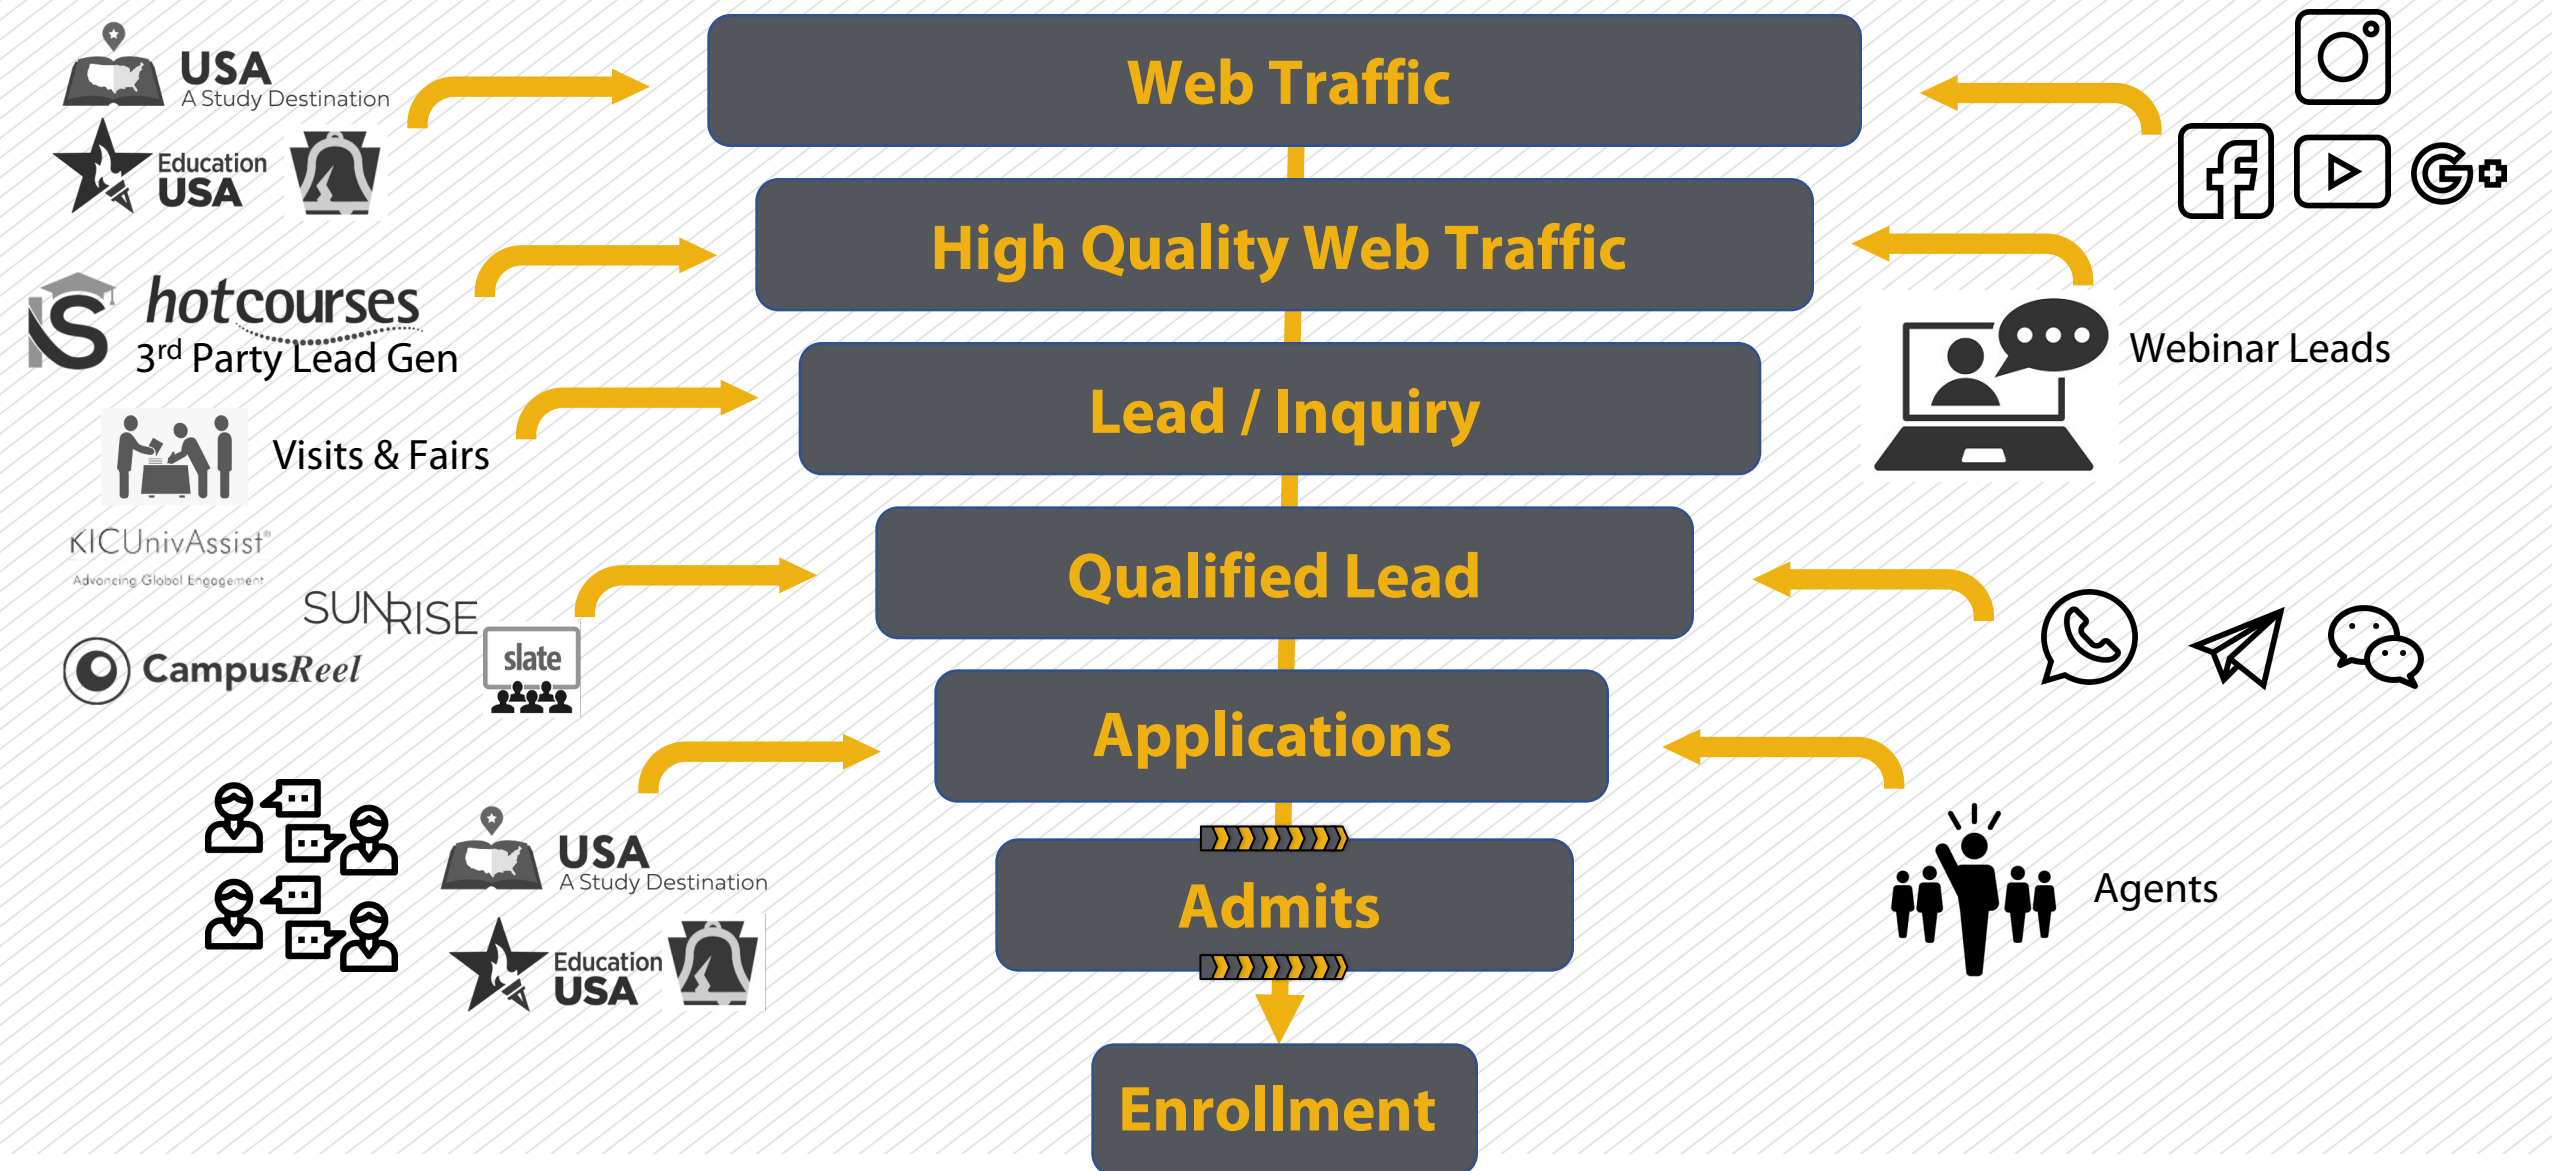 USA
A Study Destination
Education
USA
hotcourses
3rd Party Lead Gen
Visits & Fairs
KICUnivAssist®
Advancing Global Engagement
SUNRISE
CampusReel
slate
USA
A Study Destination
Education
USA
Web Traffic
High Quality Web Traffic
Lead / Inquiry
Qualified Lead
Applications
Admits
Enrollment
G+
Webinar Leads
Agents